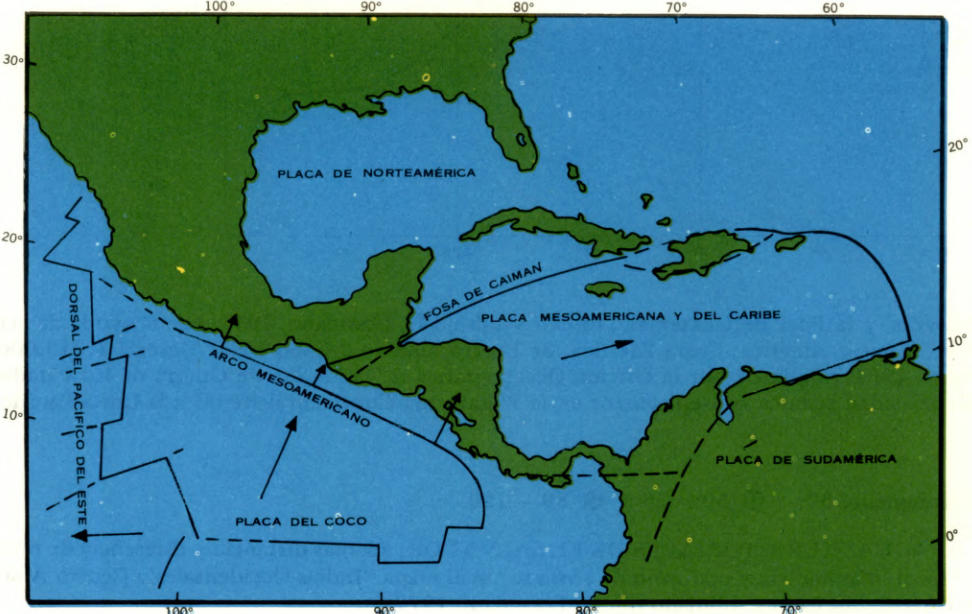 100° 90° 80° 70° 60°
30°
20°
PLACA DE NORTEAMÉRICA
20°
FOSA DE CAIMAN
DORSAL DEL PACÍFICO DEL ESTE
PLACA MESOAMERICANA Y DEL CARIBE
10°
ARCO MESOAMERICANO
10°
PLACA DE SUDAMÉRICA
PLACA DEL COCO
0°
100° 90° 80° 70°